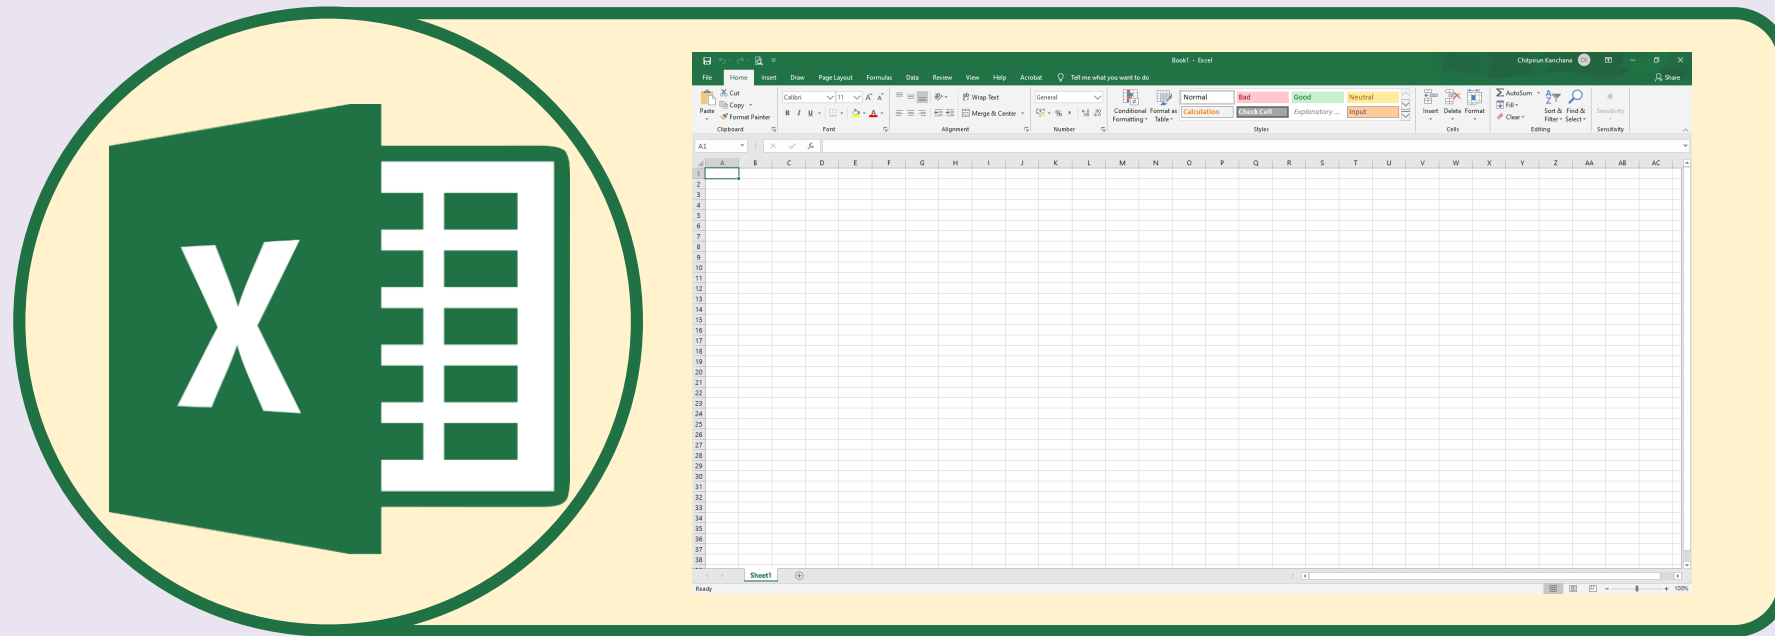 X
Book1 - Excel
Chitpirun Kanchana CK
File Home Insert Draw Page Layout Formulas Data Review View Help Acrobat Tell me what you want to do Share
Paste Cut Copy Format Painter
Calibri 11 A A
B I U A
Wrap Text
Merge & Center
General
%
Conditional Formatting Format as Table
Normal Bad Good Neutral
Calculation Check Cell Explanatory ... Input
Insert Delete Format
AutoSum Fill Clear
Sort & Filter Find & Select
Sensitivity
Clipboard Font Alignment Number Styles Cells Editing Sensitivity
A1 fx
A B C D E F G H I J K L M N O P Q R S T U V W X Y Z AA AB AC
1
2
3
4
5
6
7
8
9
10
11
12
13
14
15
16
17
18
19
20
21
22
23
24
25
26
27
28
29
30
31
32
33
34
35
36
37
38
Sheet1
Ready 100%